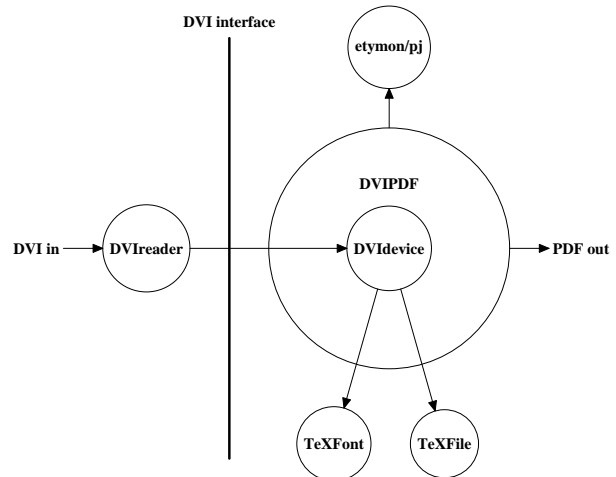 DVI interface
etymon/pj
DVIPDF
DVI in
DVIreader
DVIdevice
PDF out
TeXFont
TeXFile